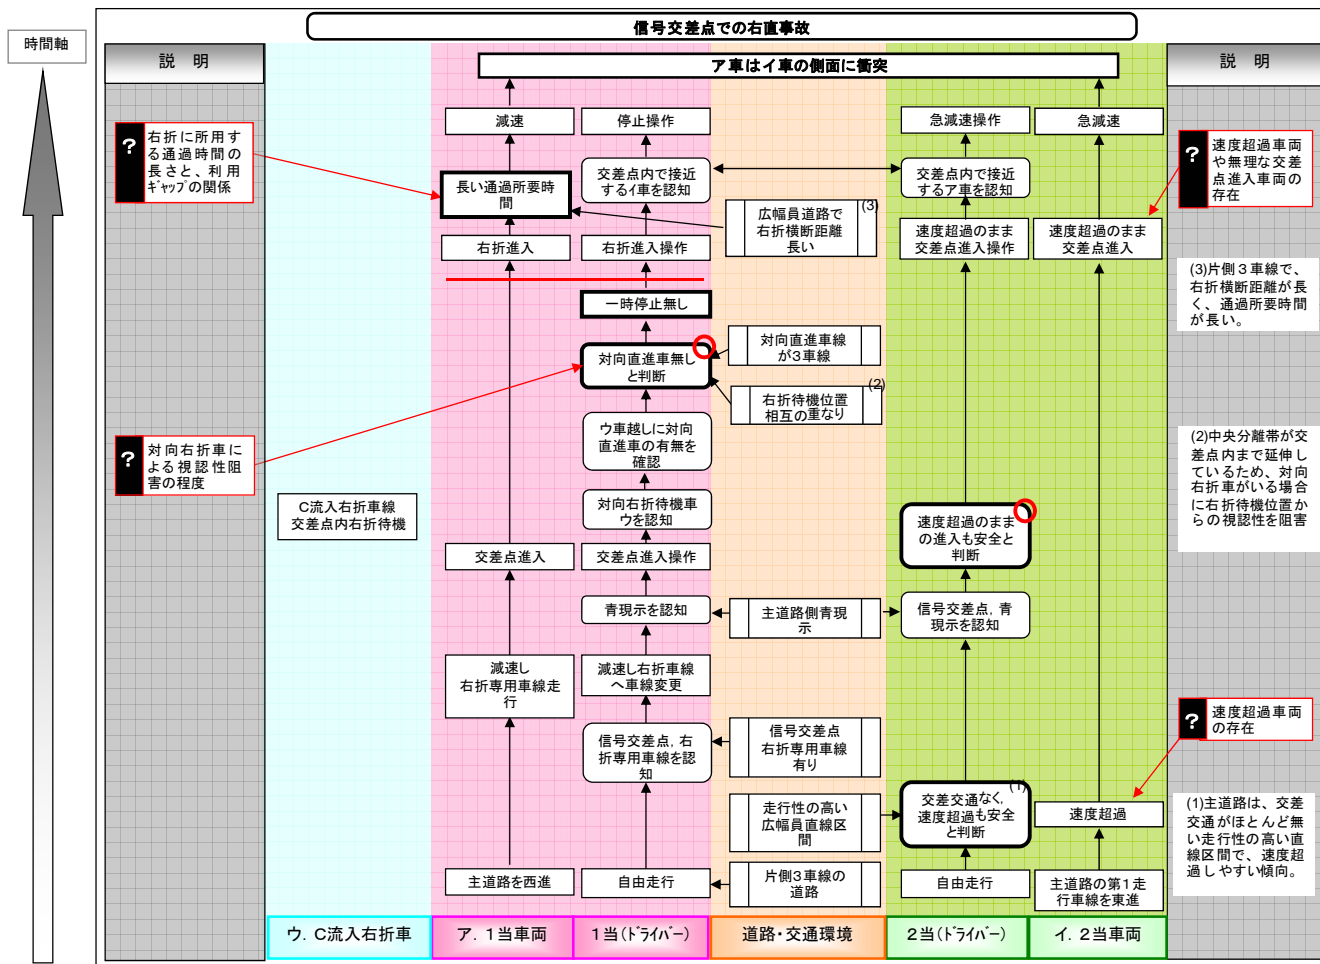 信号交差点での右直事故
時間軸
説 明
ア車はイ車の側面に衝突
説 明
減速
停止操作
急減速操作
急減速
?
右折に所用す
る通過時間の
長さと、利用
ｷﾞｬｯﾌﾟの関係
長い通過所要時
間
交差点内で接近
するイ車を認知
交差点内で接近
するア車を認知
?
速度超過車両
や無理な交差
点進入車両の
存在
(3)
広幅員道路で
右折横断距離
長い
右折進入
右折進入操作
速度超過のまま
交差点進入操作
速度超過のまま
交差点進入
(3)片側３車線で、
右折横断距離が長
く、通過所要時間
が長い。
一時停止無し
対向直進車無し
と判断
対向直進車線
が３車線
(2)
右折待機位置
相互の重なり
?
対向右折車に
よる視認性阻
害の程度
ウ車越しに対向
直進車の有無を
確認
(2)中央分離帯が交
差点内まで延伸し
ているため、対向
右折車がいる場合
に右折待機位置か
らの視認性を阻害
C流入右折車線
交差点内右折待機
対向右折待機車
ウを認知
速度超過のまま
の進入も安全と
判断
交差点進入
交差点進入操作
青現示を認知
主道路側青現
示
信号交差点，青
現示を認知
減速し
右折専用車線走
行
減速し右折車線
へ車線変更
信号交差点，右
折専用車線を認
知
信号交差点
右折専用車線
有り
?
速度超過車両
の存在
走行性の高い
広幅員直線区
間
(1)
交差交通なく，
速度超過も安全
と判断
速度超過
(1)主道路は、交差
交通がほとんど無
い走行性の高い直
線区間で、速度超
過しやすい傾向。
主道路を西進
自由走行
片側３車線の
道路
自由走行
主道路の第１走
行車線を東進
ウ．C流入右折車
ア．１当車両
１当(ﾄﾞﾗｲﾊﾞｰ)
道路・交通環境
２当(ﾄﾞﾗｲﾊﾞｰ)
イ．２当車両